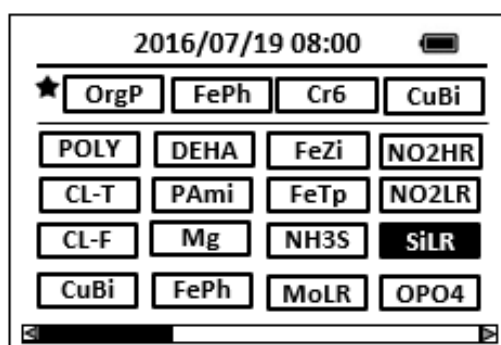 2016/07/19 08:00
OrgP FePh Cr6 CuBi
POLY DEHA FeZi NO2HR
CL-T PAmi FeTp NO2LR
CL-F Mg NH3S SiLR
CuBi FePh MoLR OPO4